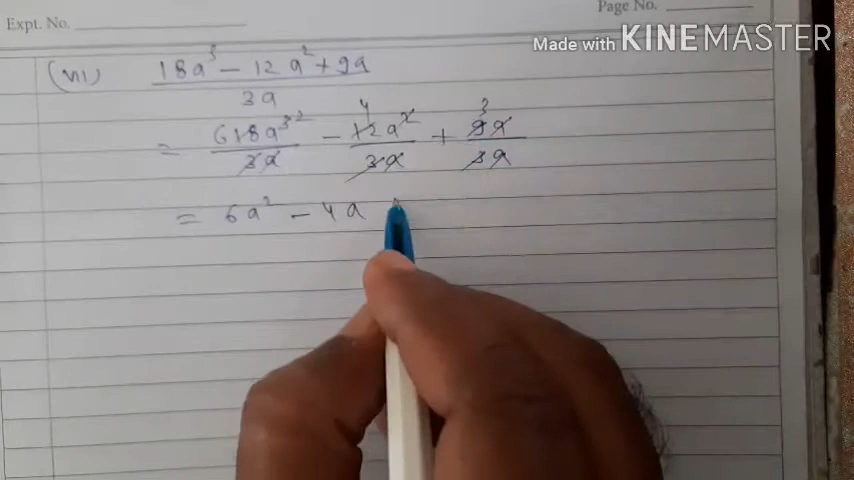 Expt. No.
Page No.
Made with KINEMASTER
(VII) 18a³ - 12a² + 9a
3a
= 6 18a³ ² - 4 12a² + 3 9a
3a 3a 3a
= 6a² - 4a